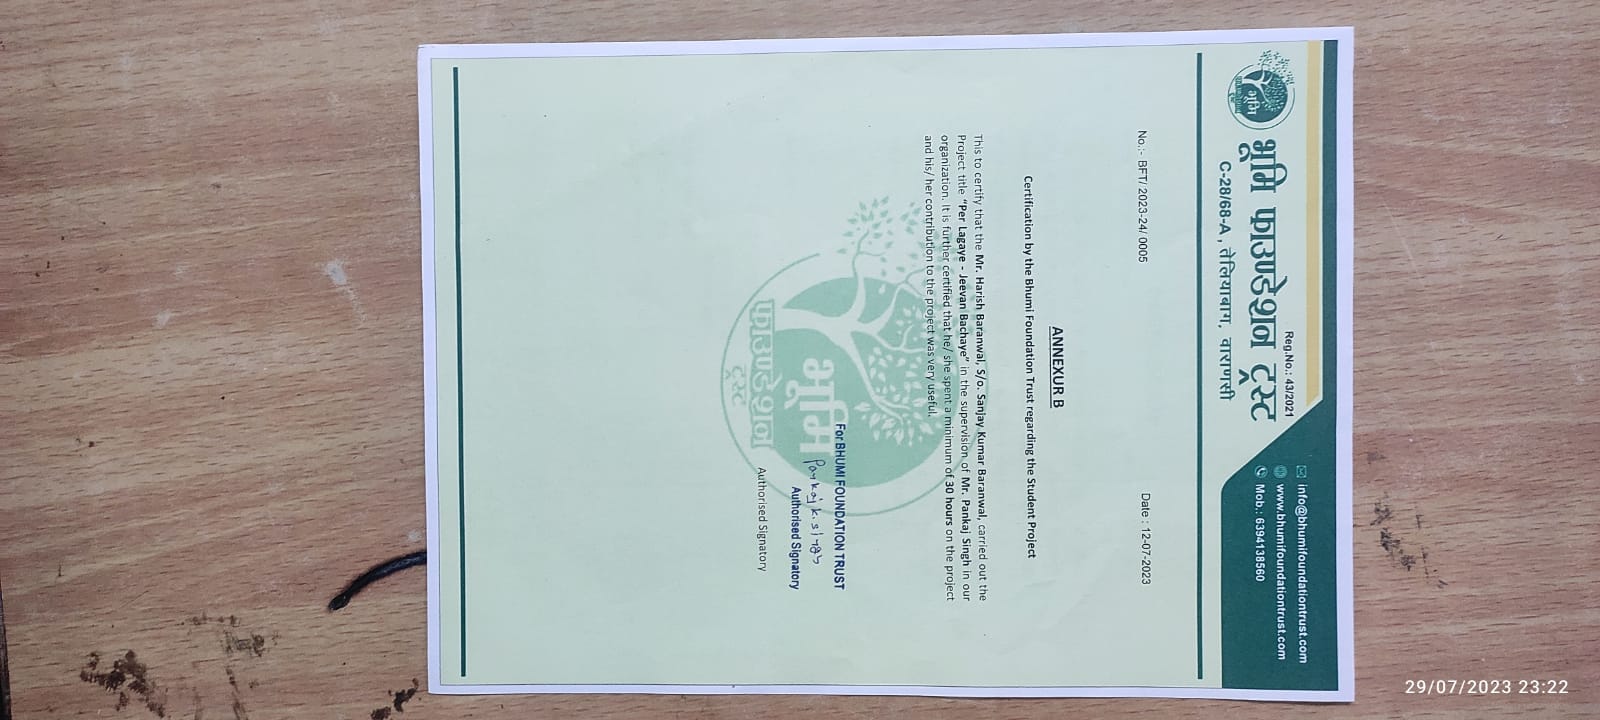 Reg.No.: 43/2021
भूमि फाउण्डेशन ट्रस्ट
C-28/68-A, तेलियाबाग, वाराणसी
info@bhumifoundationtrust.com
www.bhumifoundationtrust.com
Mob.: 6394138560
भूमि
फाउण्डेशन
ट्रस्ट
No.:- BFT/ 2023-24/ 0005
Date : 12-07-2023
ANNEXUR B
Certification by the Bhumi Foundation Trust regarding the Student Project
This to certify that the Mr. Harish Baranwal, S/o. Sanjay Kumar Baranwal, carried out the
Project title "Per Lagaye - Jeevan Bachaye" in the supervision of Mr. Pankaj Singh in our
organization. It is further certified that he/ she spent a minimum of 30 hours on the project
and his/ her contribution to the project was very useful.
भूमि
फाउण्डेशन
ट्रस्ट
For BHUMI FOUNDATION TRUST
Pankaj k. singh
Authorised Signatory
Authorised Signatory
29/07/2023 23:22